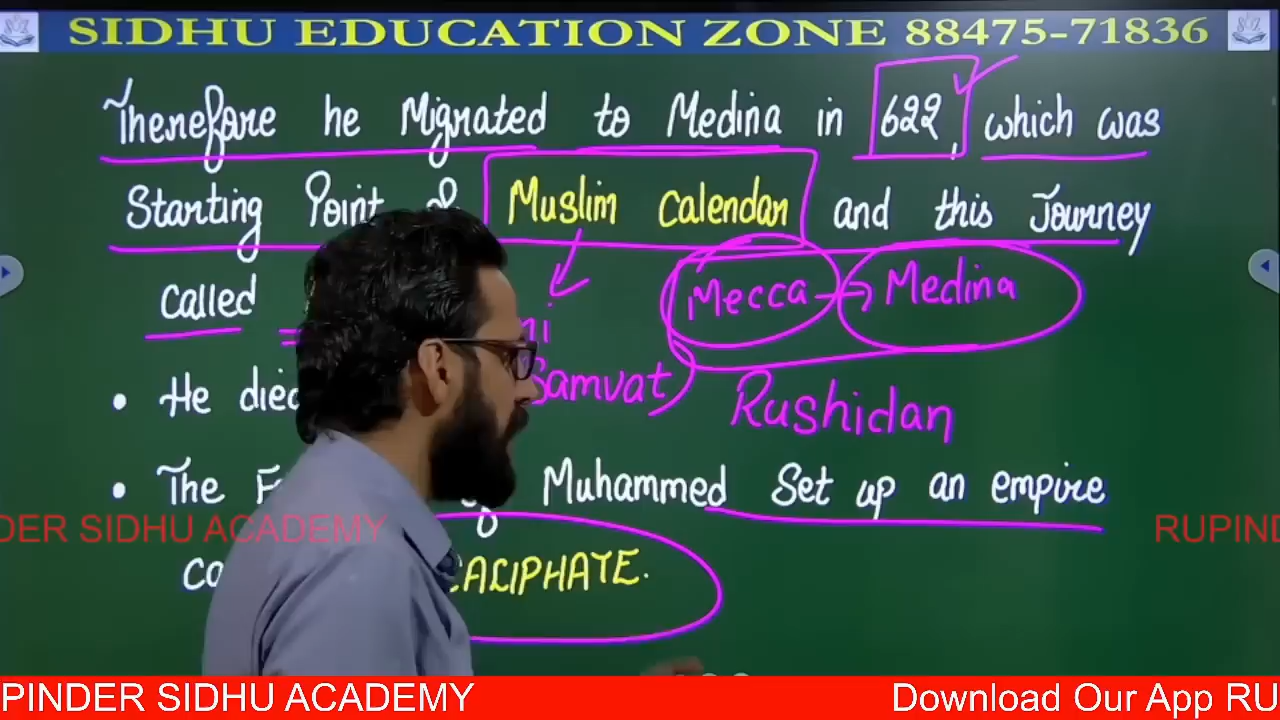 SIDHU EDUCATION ZONE 88475-71836
Therefore he Migrated to Medina in 622, which was
Starting Point of Muslim Calendar and this Journey
Called
Mecca → Medina
Samvat)
Rushidan
• He died
• The Muhammed Set up an empire
CALIPHATE.
DER SIDHU ACADEMY RUPIND
PINDER SIDHU ACADEMY Download Our App RU